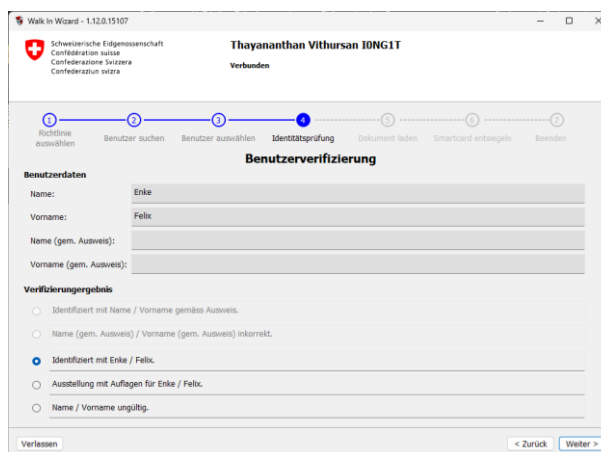 Walk In Wizard - 1.12.0.15107
Schweizerische Eidgenossenschaft
Confédération suisse
Confederazione Svizzera
Confederaziun svizra
Thayananthan Vithursan I0NG1T
Verbunden
1
2
3
4
5
6
7
Richtlinie
auswählen
Benutzer suchen
Benutzer auswählen
Identitätsprüfung
Dokument laden
Smartcard entsiegeln
Beenden
Benutzerverifizierung
Benutzerdaten
Name: Enke
Vorname: Felix
Name (gem. Ausweis):
Vorname (gem. Ausweis):
Verifizierungergebnis
Identifiziert mit Name / Vorname gemäss Ausweis.
Name (gem. Ausweis) / Vorname (gem. Ausweis) inkorrekt.
Identifiziert mit Enke / Felix.
Ausstellung mit Auflagen für Enke / Felix.
Name / Vorname ungültig.
Verlassen
< Zurück
Weiter >